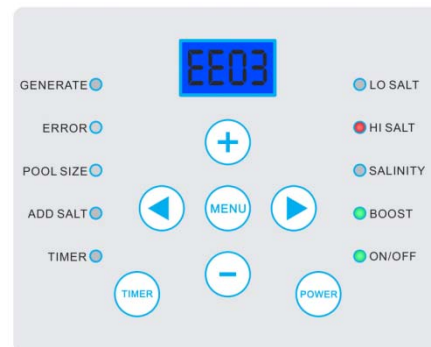 EE03
GENERATE
LO SALT
ERROR
+
HI SALT
POOL SIZE
SALINITY
MENU
ADD SALT
BOOST
TIMER
−
ON/OFF
TIMER
POWER